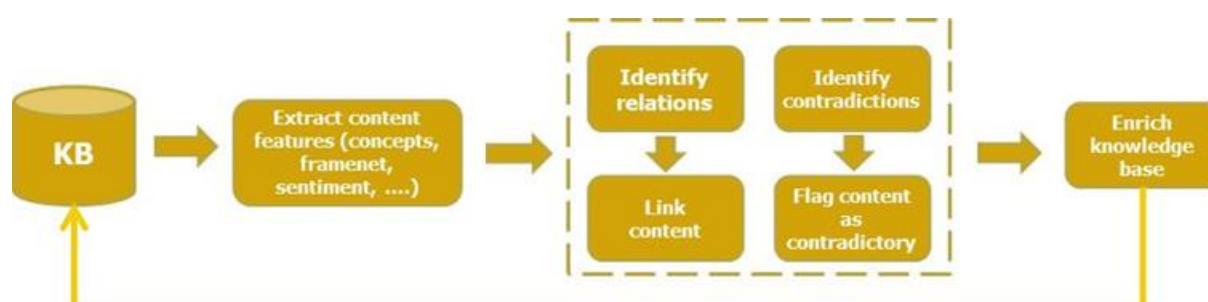 KB
Extract content
features (concepts,
framenet,
sentiment, ....)
Identify
relations
Link
content
Identify
contradictions
Flag content
as
contradictory
Enrich
knowledge
base